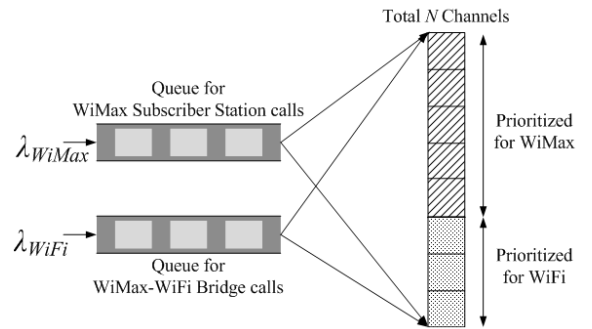 Total N Channels
Queue for
WiMax Subscriber Station calls
λWiMax
Prioritized
for WiMax
λWiFi
Queue for
WiMax-WiFi Bridge calls
Prioritized
for WiFi